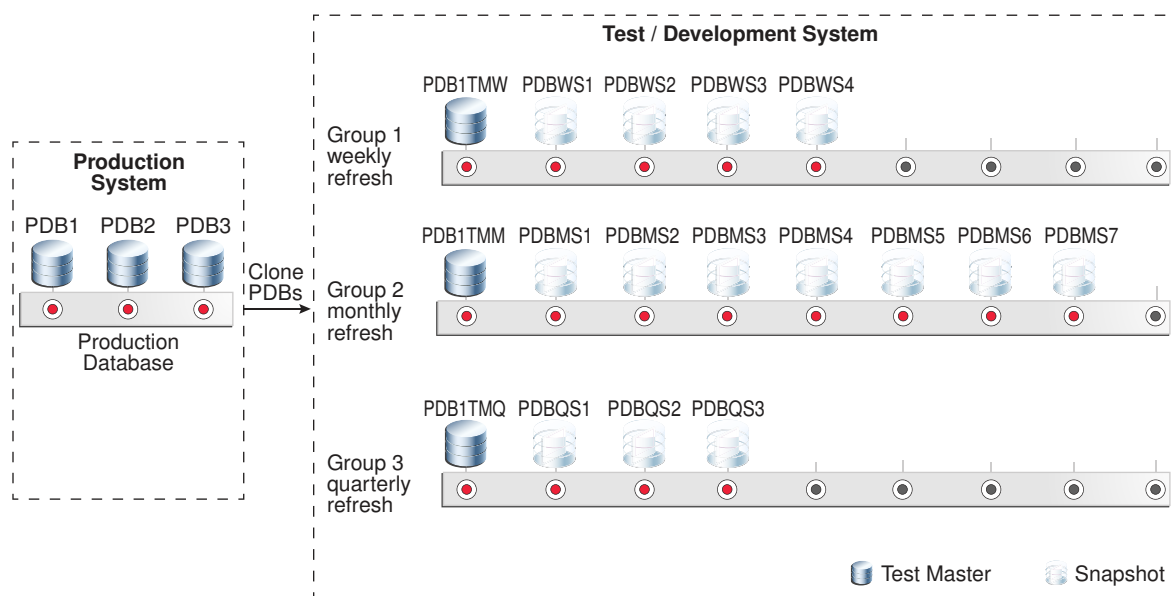 Test / Development System
PDB1TMW PDBWS1 PDBWS2 PDBWS3 PDBWS4
Group 1
weekly
refresh
Production
System
PDB1 PDB2 PDB3
Production
Database
Clone
PDBs
PDB1TMM PDBMS1 PDBMS2 PDBMS3 PDBMS4 PDBMS5 PDBMS6 PDBMS7
Group 2
monthly
refresh
PDB1TMQ PDBQS1 PDBQS2 PDBQS3
Group 3
quarterly
refresh
Test Master
Snapshot